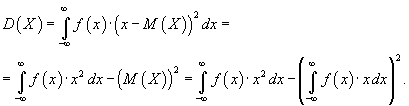 D(X) = ∫_{-∞}^{∞} f(x)·(x − M(X))² dx =
= ∫_{-∞}^{∞} f(x)·x² dx − (M(X))² = ∫_{-∞}^{∞} f(x)·x² dx − (∫_{-∞}^{∞} f(x)·x dx)².